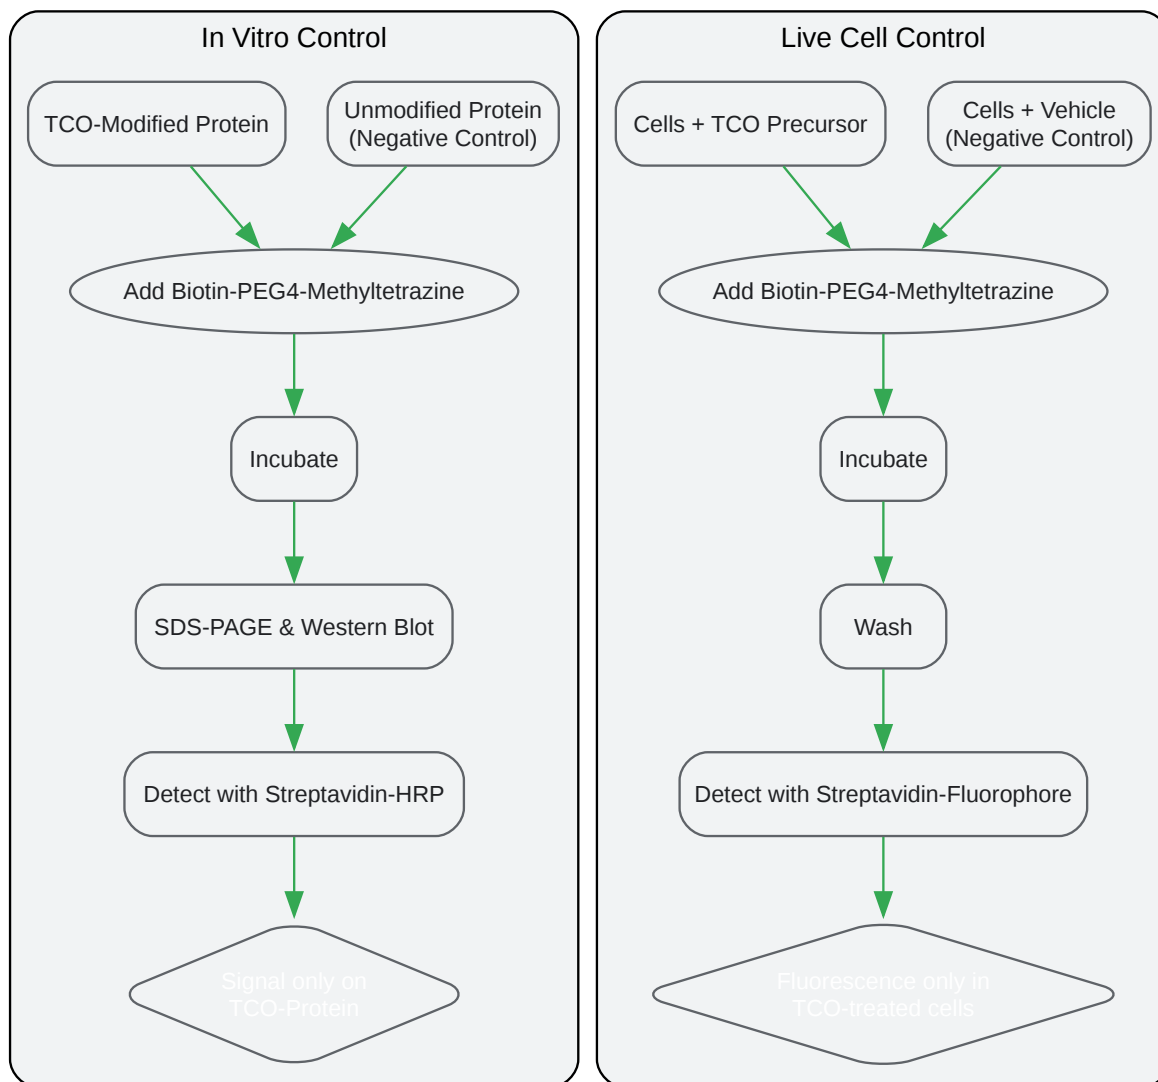 In Vitro Control
TCO-Modified Protein
Unmodified Protein
(Negative Control)
Add Biotin-PEG4-Methyltetrazine
Incubate
SDS-PAGE & Western Blot
Detect with Streptavidin-HRP
Signal only on
TCO-Protein
Live Cell Control
Cells + TCO Precursor
Cells + Vehicle
(Negative Control)
Add Biotin-PEG4-Methyltetrazine
Incubate
Wash
Detect with Streptavidin-Fluorophore
Fluorescence only in
TCO-treated cells